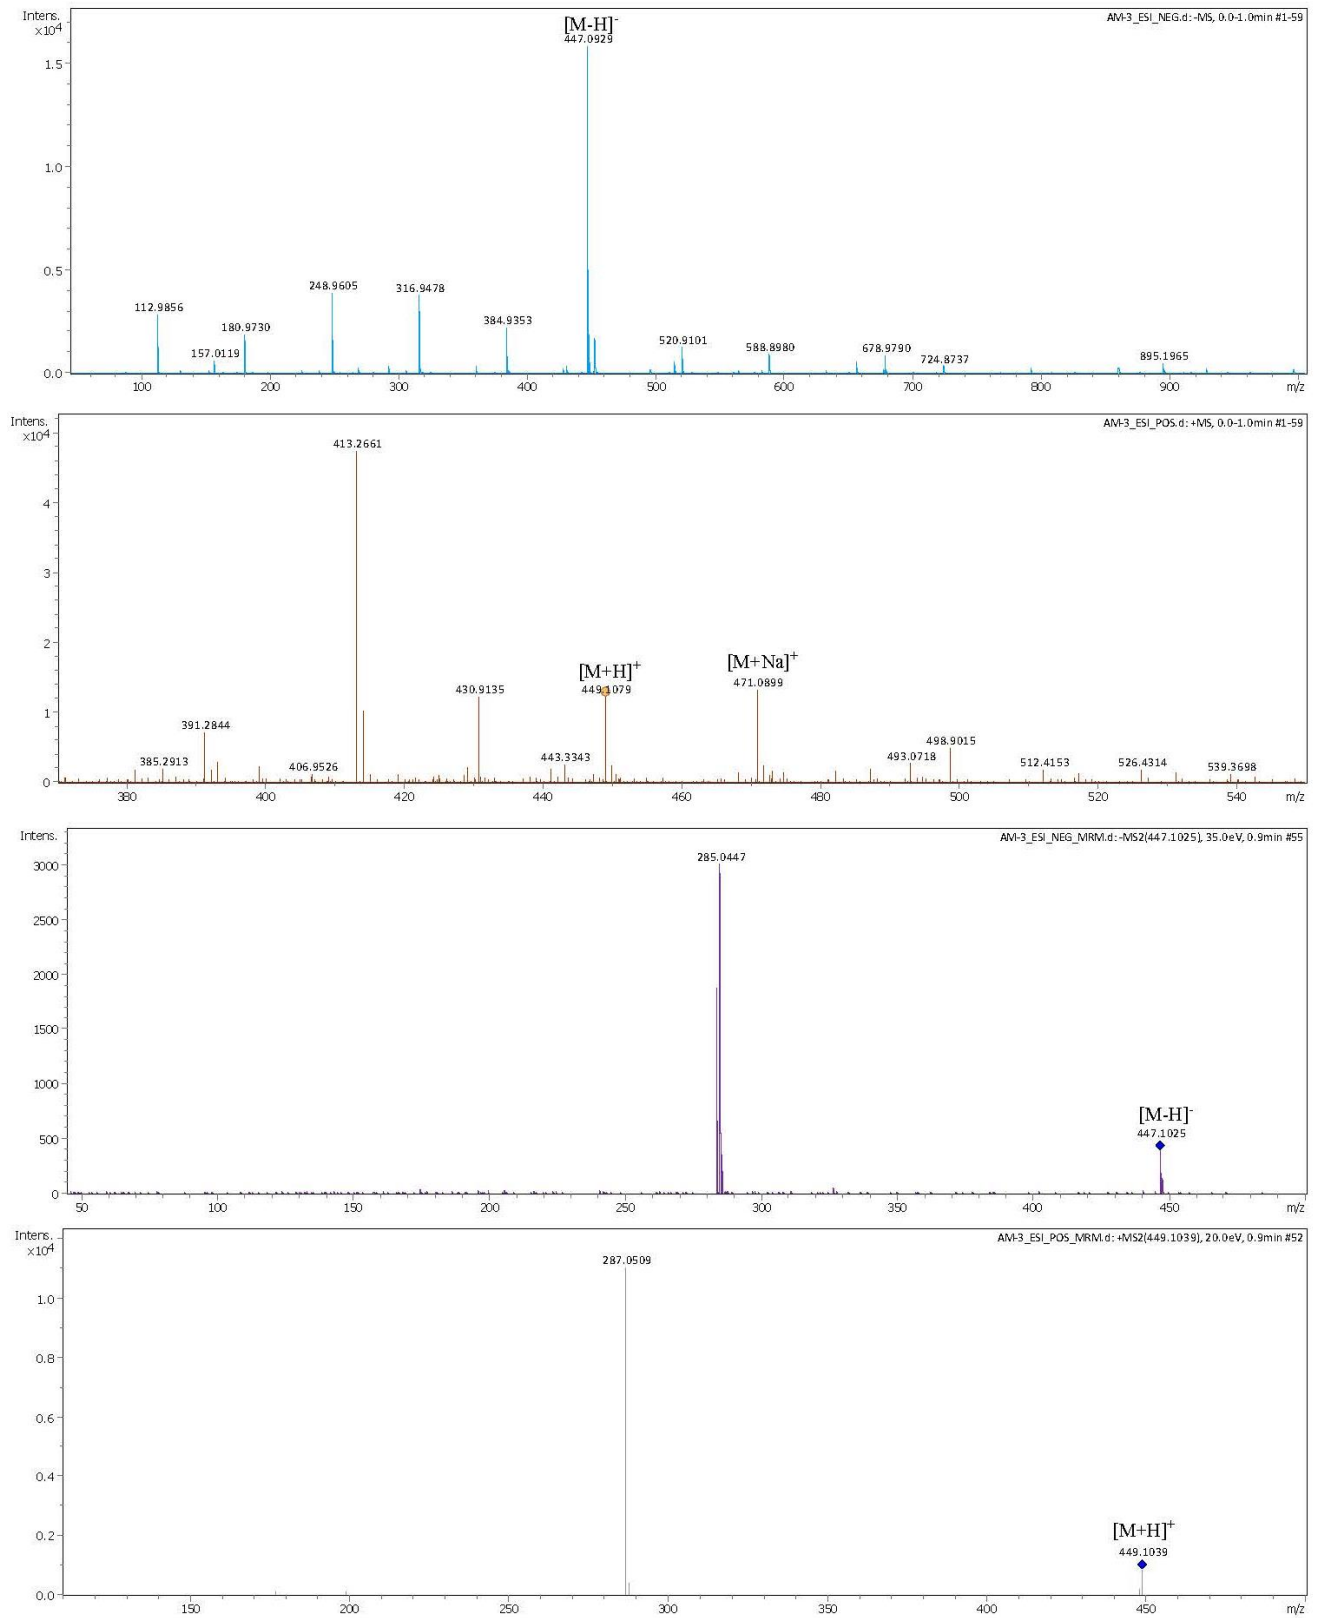 Intens.
x10⁴
AM-3_ESI_NEG.d: -MS, 0.0-1.0min #1-59
[M-H]⁻
447.0929
1.5
1.0
0.5
0.0
112.9856
157.0119
180.9730
248.9605
316.9478
384.9353
520.9101
588.8980
678.9790
724.8737
895.1965
100 200 300 400 500 600 700 800 900 m/z
Intens.
x10⁴
AM-3_ESI_POS.d: +MS, 0.0-1.0min #1-59
413.2661
4
3
2
1
0
[M+H]⁺
449.1079
[M+Na]⁺
471.0899
430.9135
391.2844
385.2913
406.9526
443.3343
493.0718
498.9015
512.4153
526.4314
539.3698
380 400 420 440 460 480 500 520 540 m/z
Intens.
AM-3_ESI_NEG_MRM.d: -MS2(447.1025), 35.0eV, 0.9min #55
285.0447
3000
2500
2000
1500
1000
500
0
[M-H]⁻
447.1025
50 100 150 200 250 300 350 400 450 m/z
Intens.
x10⁴
AM-3_ESI_POS_MRM.d: +MS2(449.1039), 20.0eV, 0.9min #52
287.0509
1.0
0.8
0.6
0.4
0.2
0.0
[M+H]⁺
449.1039
150 200 250 300 350 400 450 m/z